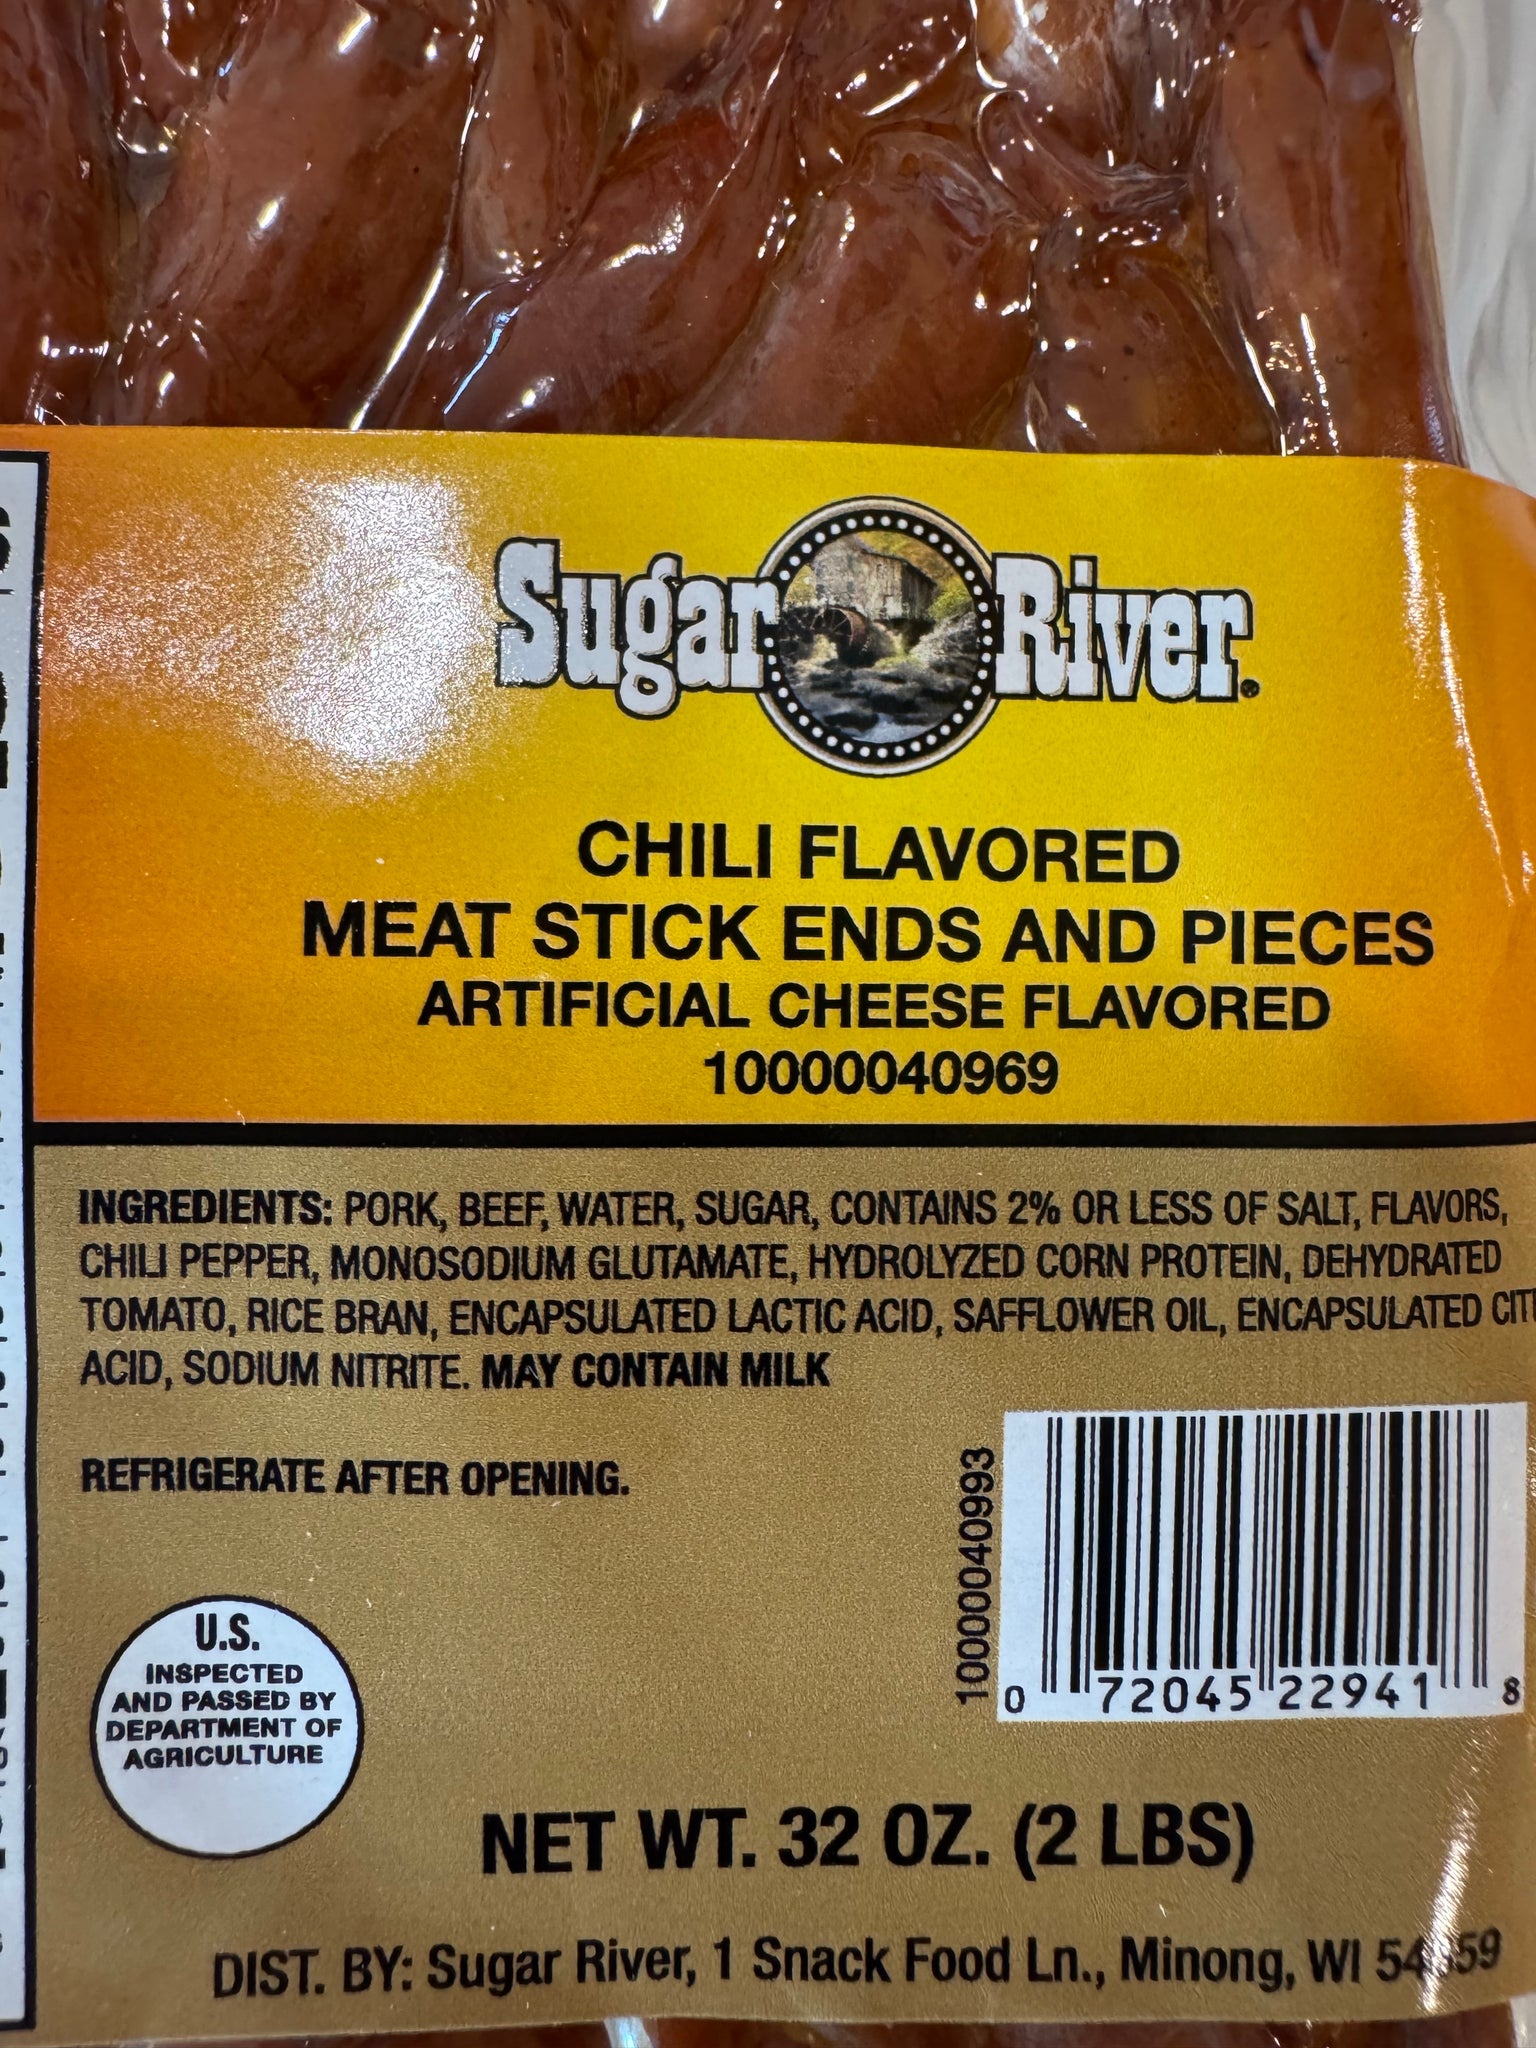 Sugar River®
CHILI FLAVORED
MEAT STICK ENDS AND PIECES
ARTIFICIAL CHEESE FLAVORED
10000040969
INGREDIENTS: PORK, BEEF, WATER, SUGAR, CONTAINS 2% OR LESS OF SALT, FLAVORS,
CHILI PEPPER, MONOSODIUM GLUTAMATE, HYDROLYZED CORN PROTEIN, DEHYDRATED
TOMATO, RICE BRAN, ENCAPSULATED LACTIC ACID, SAFFLOWER OIL, ENCAPSULATED
ACID, SODIUM NITRITE. MAY CONTAIN MILK
REFRIGERATE AFTER OPENING.
10000040993
0 72045 22941 8
U.S.
INSPECTED
AND PASSED BY
DEPARTMENT OF
AGRICULTURE
NET WT. 32 OZ. (2 LBS)
DIST. BY: Sugar River, 1 Snack Food Ln., Minong, WI